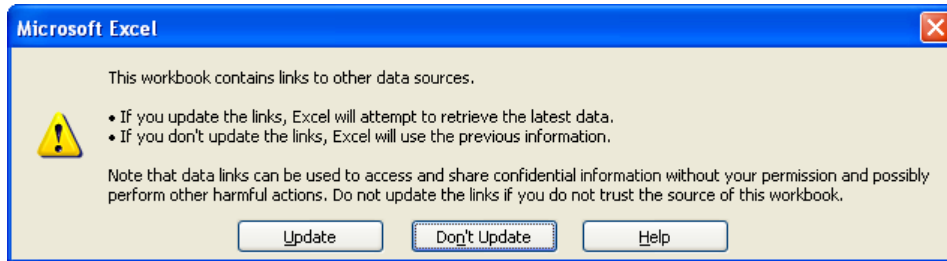 Microsoft Excel
This workbook contains links to other data sources.
• If you update the links, Excel will attempt to retrieve the latest data.
• If you don't update the links, Excel will use the previous information.
Note that data links can be used to access and share confidential information without your permission and possibly
perform other harmful actions. Do not update the links if you do not trust the source of this workbook.
Update Don't Update Help